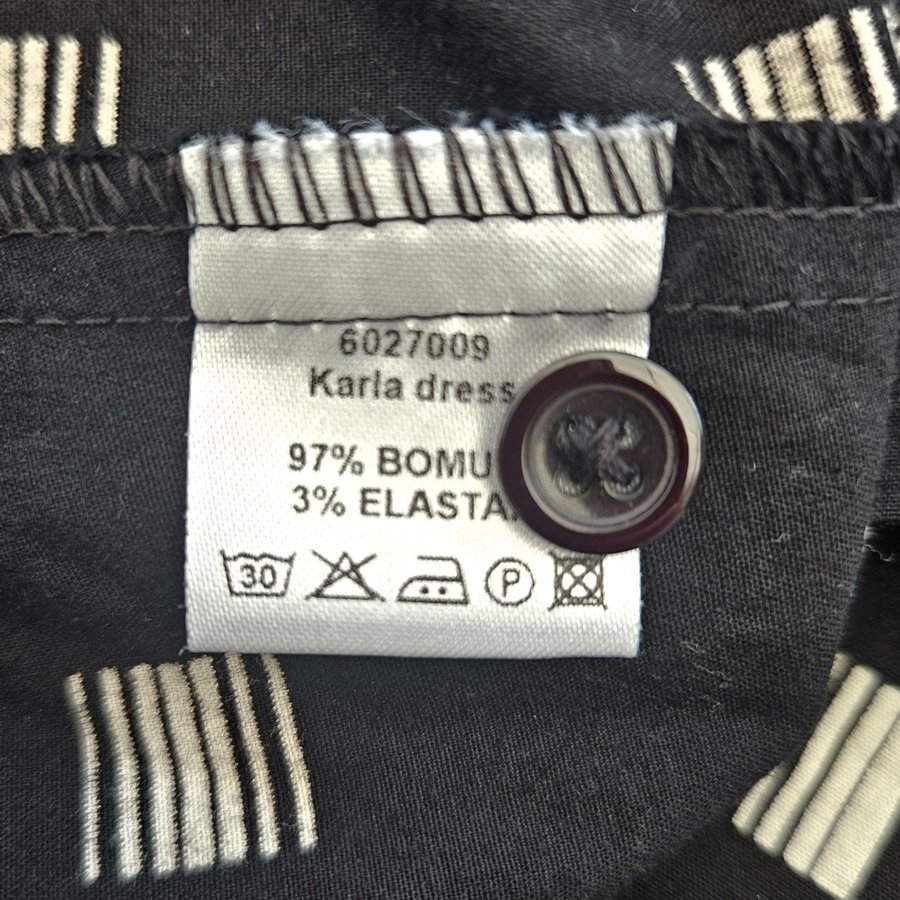 6027009
Karla dress
97% BOMU
3% ELASTA
30
P